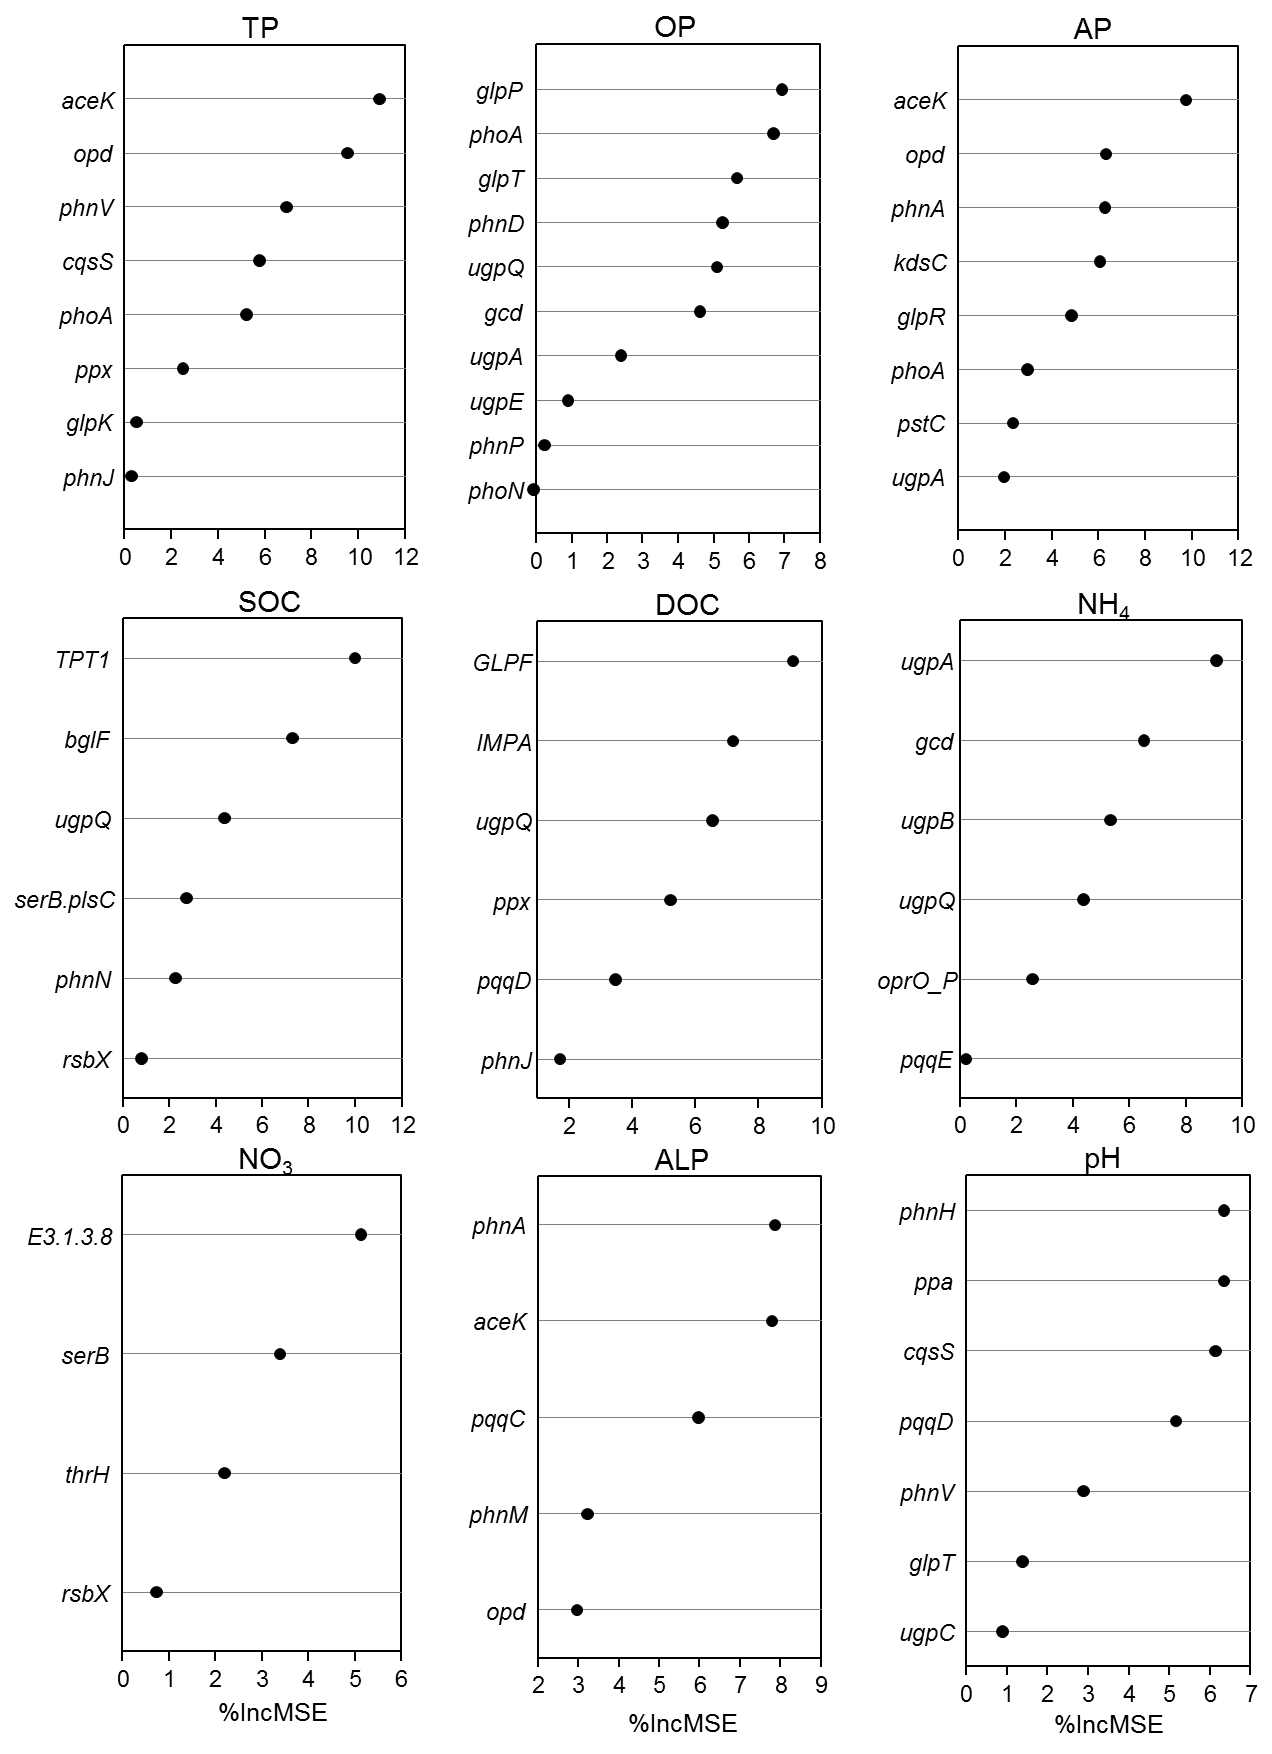 TP
aceK
opd
phnV
cqsS
phoA
ppx
glpK
phnJ
0 2 4 6 8 10 12
OP
glpP
phoA
glpT
phnD
ugpQ
gcd
ugpA
ugpE
phnP
phoN
0 1 2 3 4 5 6 7 8
AP
aceK
opd
phnA
kdsC
glpR
phoA
pstC
ugpA
0 2 4 6 8 10 12
SOC
TPT1
bglF
ugpQ
serB.plsC
phnN
rsbX
0 2 4 6 8 10 12
DOC
GLPF
IMPA
ugpQ
ppx
pqqD
phnJ
2 4 6 8 10
NH₄
ugpA
gcd
ugpB
ugpQ
oprO_P
pqqE
0 2 4 6 8 10
NO₃
E3.1.3.8
serB
thrH
rsbX
0 1 2 3 4 5 6
%IncMSE
ALP
phnA
aceK
pqqC
phnM
opd
2 3 4 5 6 7 8 9
%IncMSE
pH
phnH
ppa
cqsS
pqqD
phnV
glpT
ugpC
0 1 2 3 4 5 6 7
%IncMSE